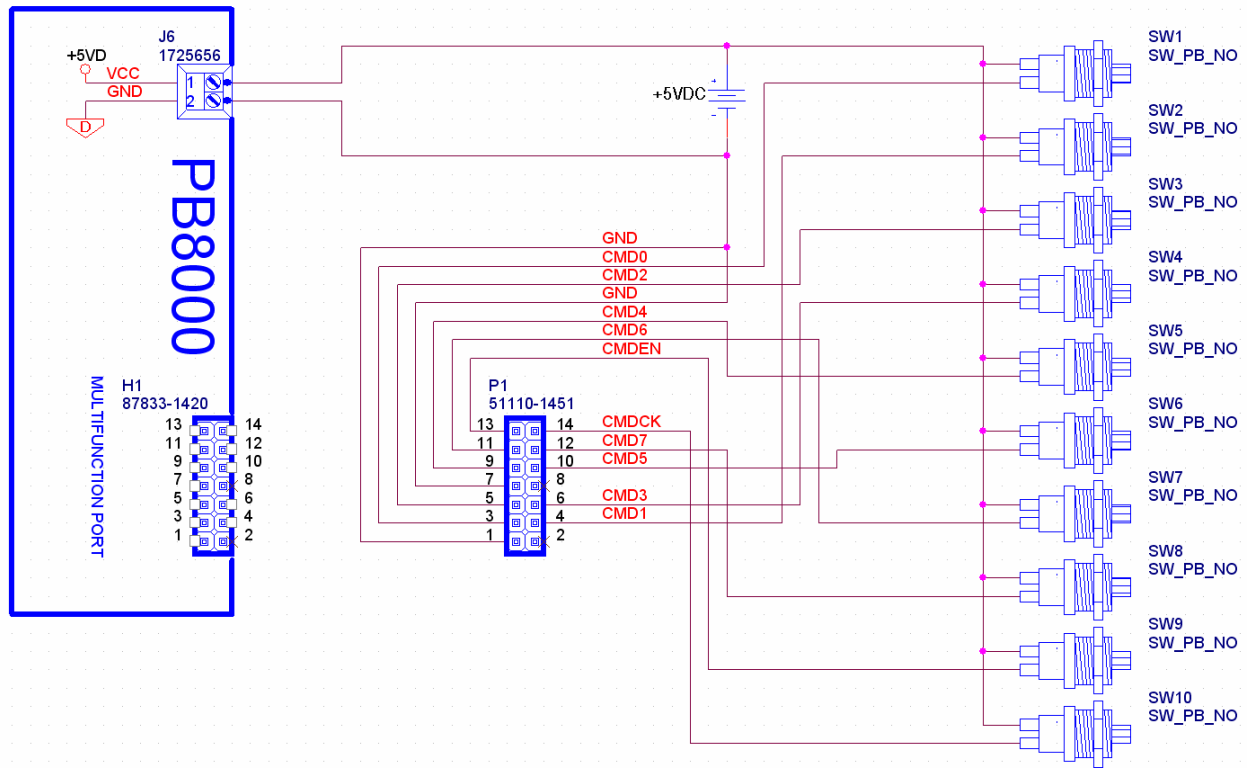 J6
1725656
+5VD
VCC
GND
1
2
D
PB8000
MULTIFUNCTION PORT
H1
87833-1420
13 14
11 12
9 10
7 8
5 6
3 4
1 2
+5VDC
+
-
GND
CMD0
CMD2
GND
CMD4
CMD6
CMDEN
P1
51110-1451
13 14 CMDCK
11 12 CMD7
9 10 CMD5
7 8
5 6 CMD3
3 4 CMD1
1 2
SW1
SW_PB_NO
SW2
SW_PB_NO
SW3
SW_PB_NO
SW4
SW_PB_NO
SW5
SW_PB_NO
SW6
SW_PB_NO
SW7
SW_PB_NO
SW8
SW_PB_NO
SW9
SW_PB_NO
SW10
SW_PB_NO